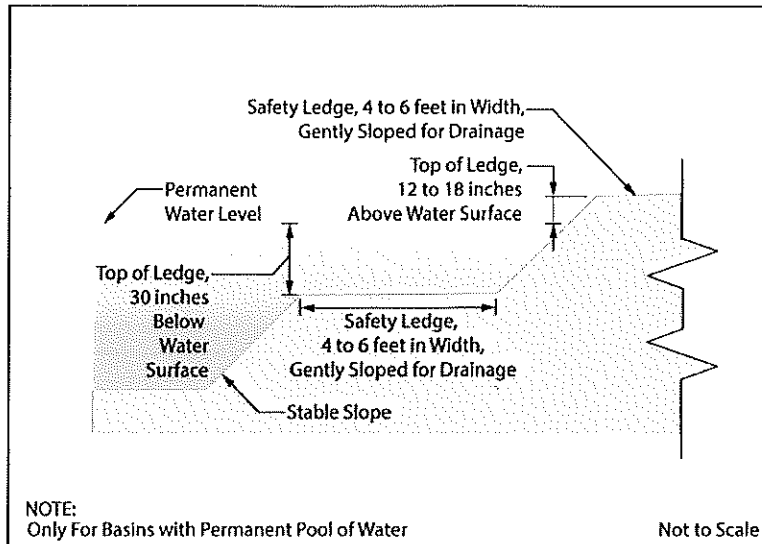 Safety Ledge, 4 to 6 feet in Width,
Gently Sloped for Drainage
Top of Ledge,
12 to 18 inches
Above Water Surface
Permanent
Water Level
Top of Ledge,
30 inches
Below
Water
Surface
Safety Ledge,
4 to 6 feet in Width,
Gently Sloped for Drainage
Stable Slope
NOTE:
Only For Basins with Permanent Pool of Water
Not to Scale